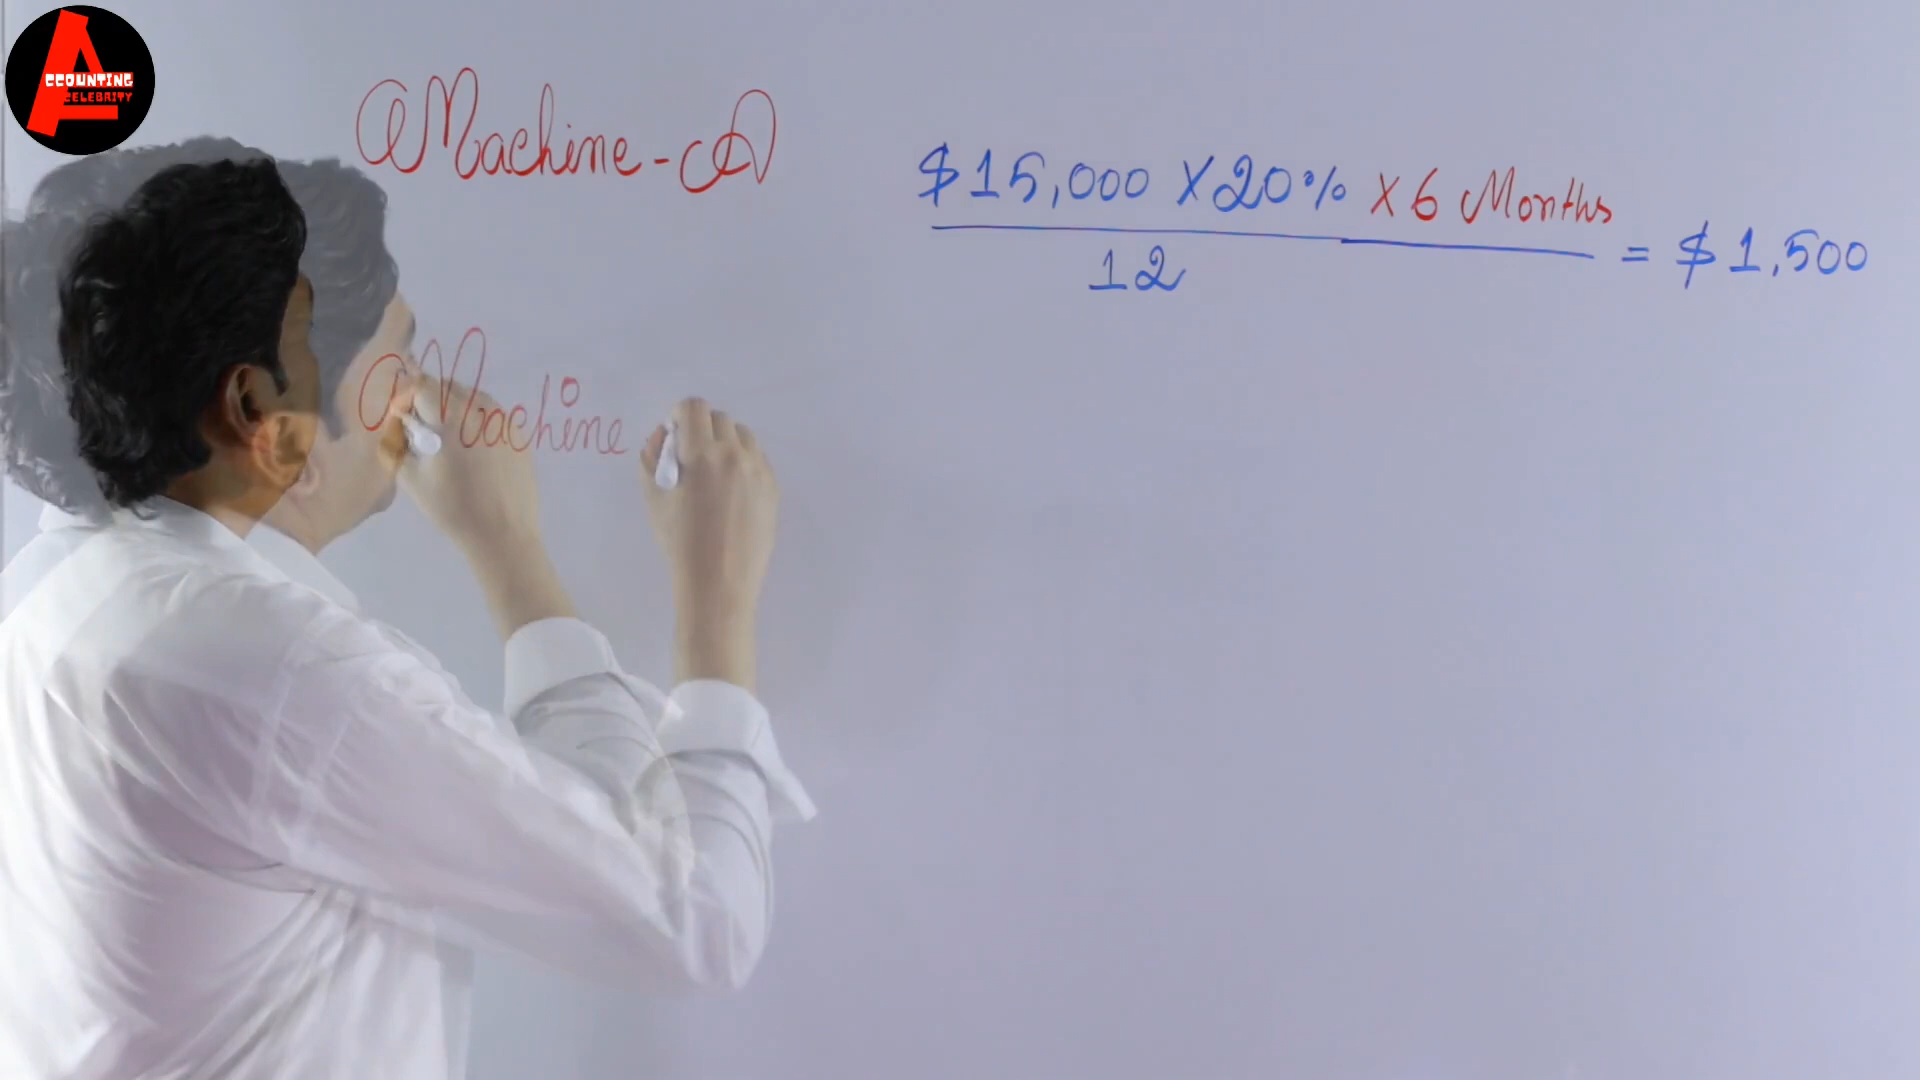 ACCOUNTING
CELEBRITY
Machine-A
$15,000 X 20% X 6 Months
12
= $1,500
Machine